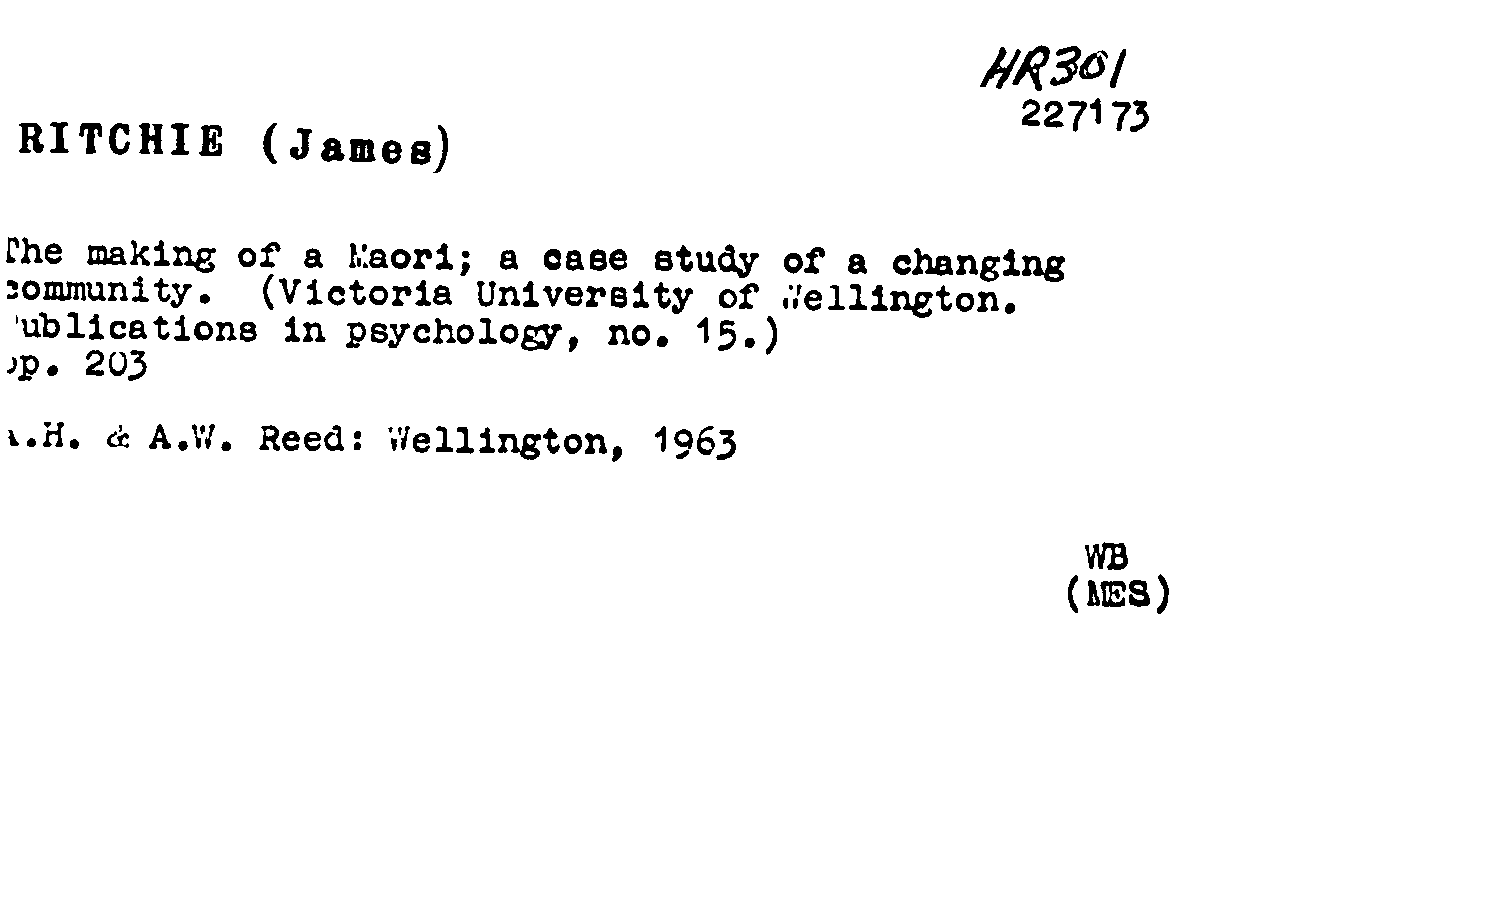 HR301
227173
RITCHIE (James)
The making of a Maori; a case study of a changing
community. (Victoria University of Wellington.
Publications in psychology, no. 15.)
pp. 203
A.H. & A.W. Reed: Wellington, 1963
WB
(MES)